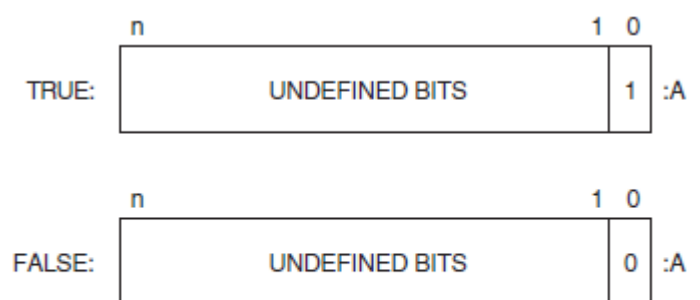 n 1 0
TRUE: UNDEFINED BITS 1 :A
n 1 0
FALSE: UNDEFINED BITS 0 :A